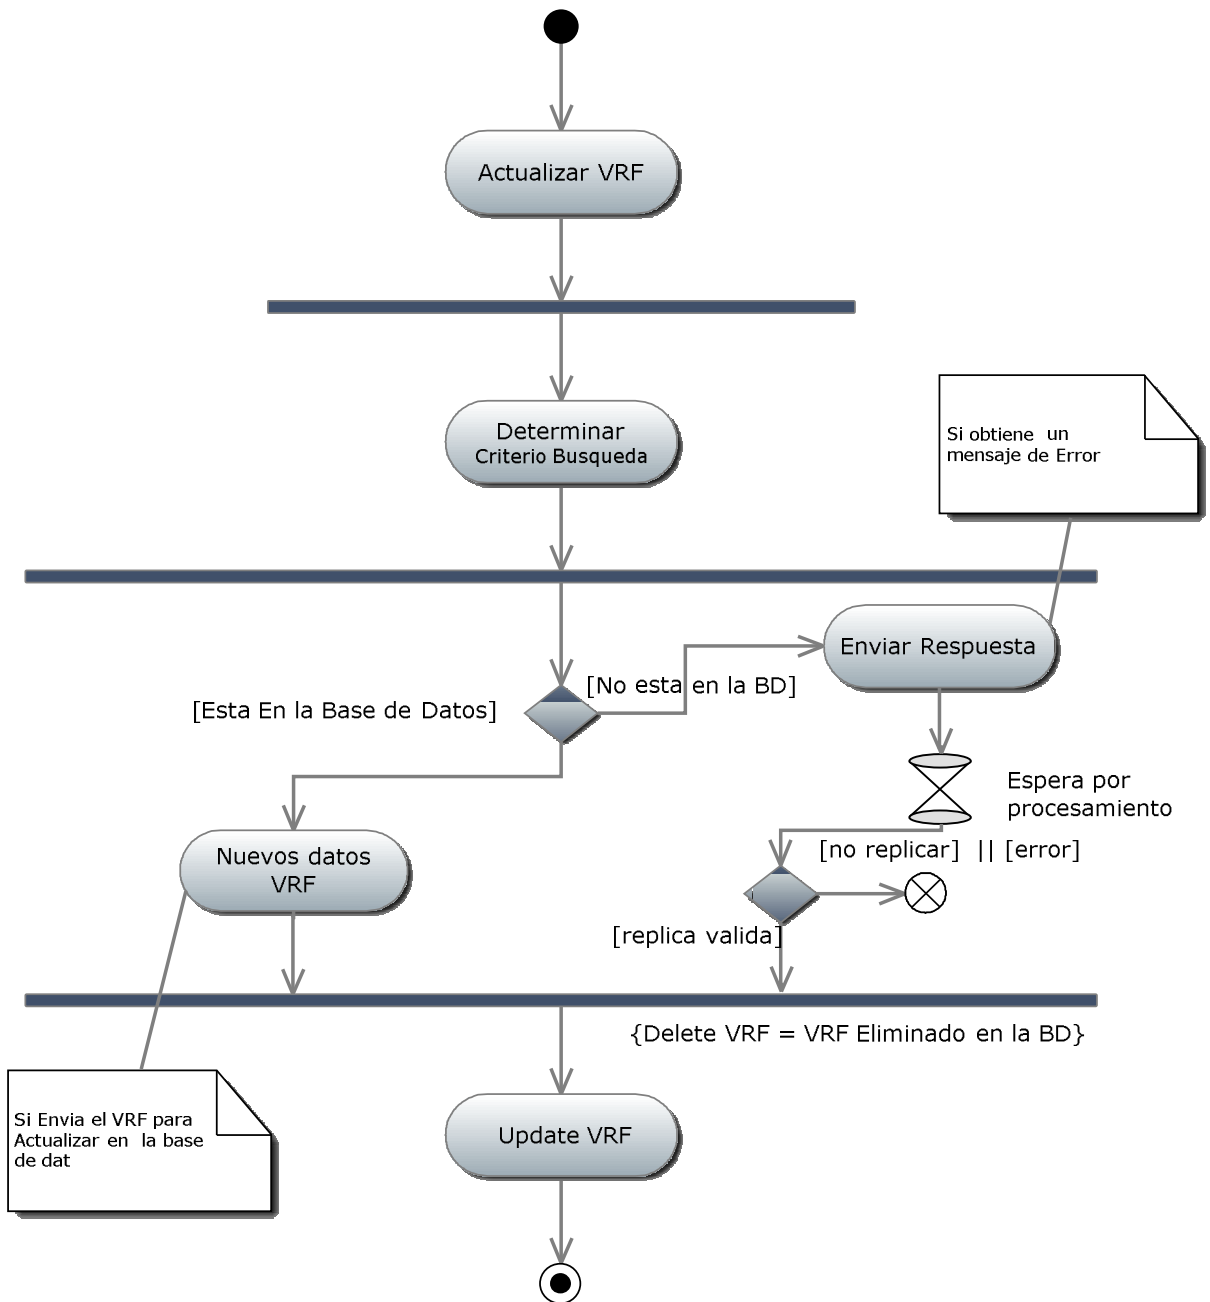 Actualizar VRF
Determinar
Criterio Busqueda
Si obtiene un
mensaje de Error
Enviar Respuesta
[No esta en la BD]
[Esta En la Base de Datos]
Espera por
procesamiento
[no replicar] || [error]
Nuevos datos
VRF
[replica valida]
{Delete VRF = VRF Eliminado en la BD}
Si Envia el VRF para
Actualizar en la base
de dat
Update VRF